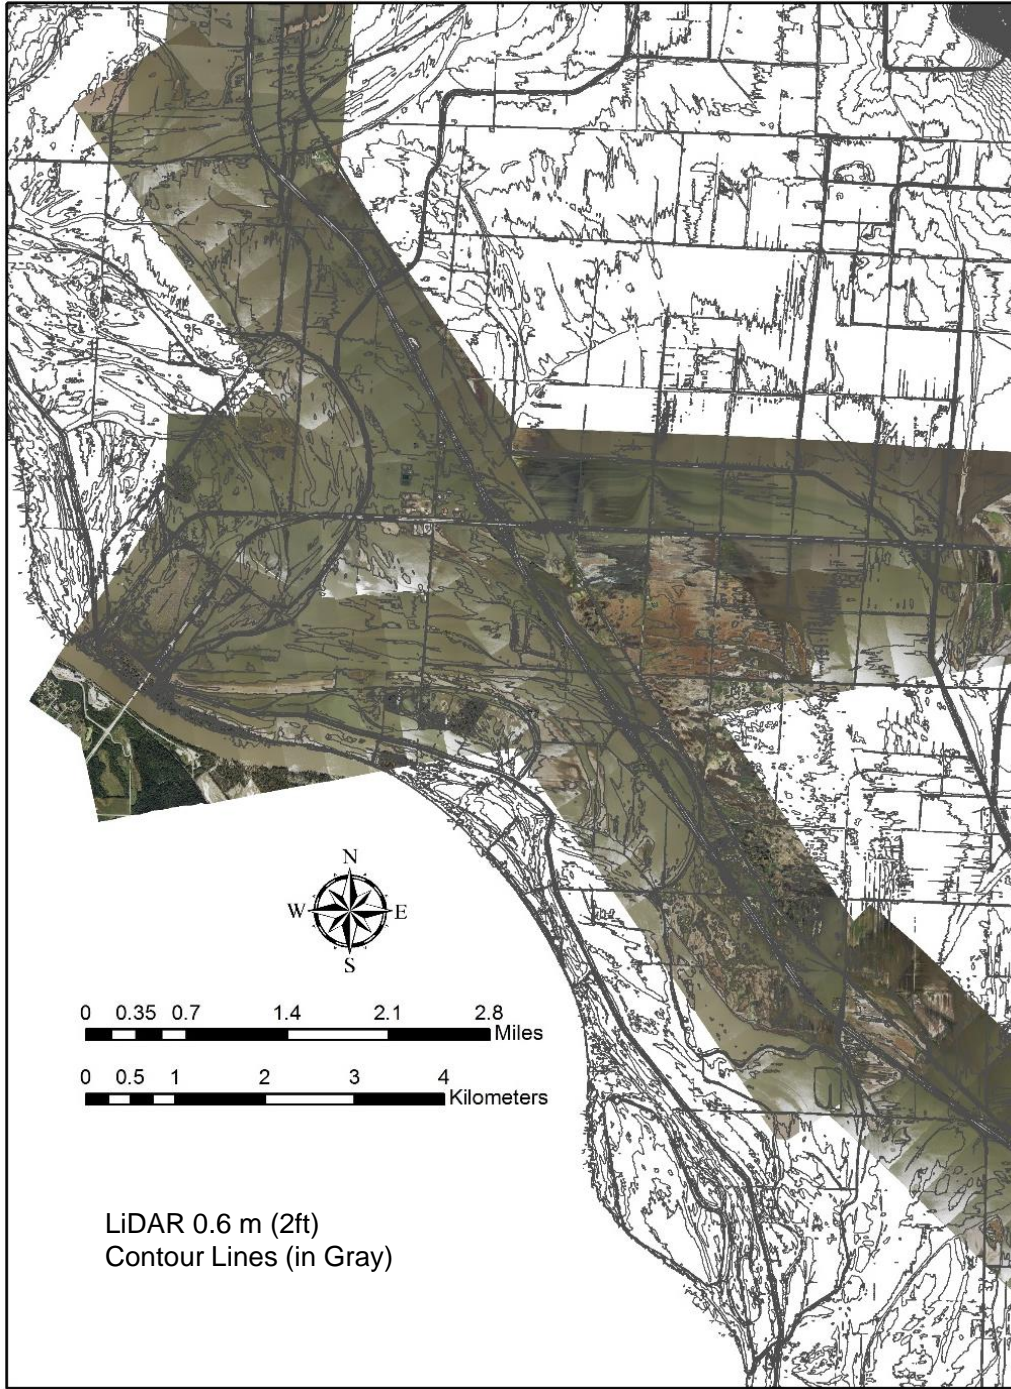 N
W E
S
0 0.35 0.7 1.4 2.1 2.8
Miles
0 0.5 1 2 3 4
Kilometers
LiDAR 0.6 m (2ft)
Contour Lines (in Gray)